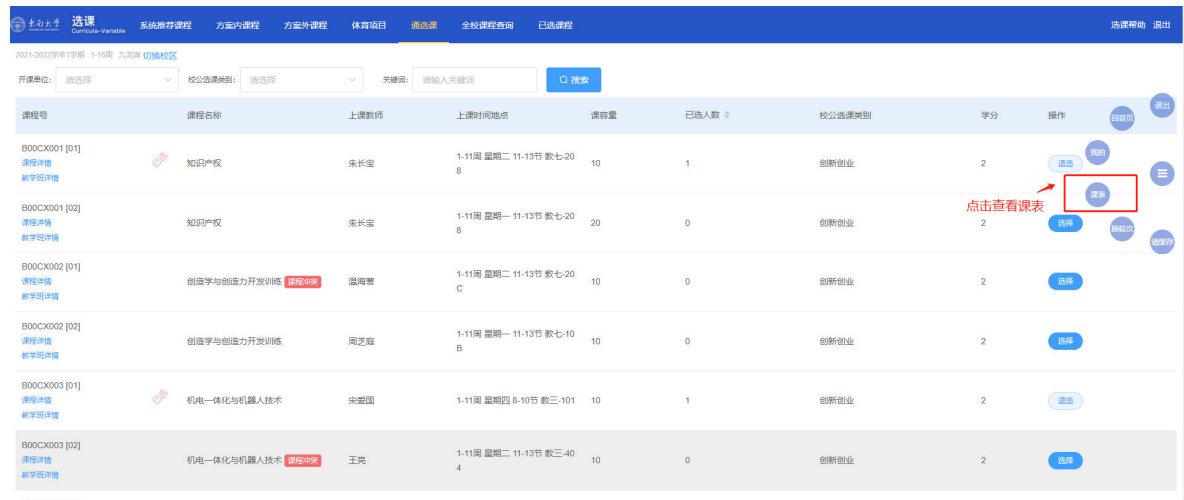 东南大学 选课 Curricula-Variable 系统推荐课程 方案内课程 方案外课程 体育项目 通选课 全校课程查询 已选课程 选课帮助 退出
2021-2022学年1学期 1-16周 九龙湖 切换校区
开课单位: 请选择 校公选课类别: 请选择 关键词: 请输入关键词 搜索
课程号 课程名称 上课教师 上课时间地点 课容量 已选人数 校公选课类别 学分 操作
退出
回首页
B00CX001 [01]
课程详情
教学班详情
已选 知识产权 朱长宝 1-11周 星期二 11-13节 教七-20
8
10 1 创新创业 2 退选
我的
课表
点击查看课表
B00CX001 [02]
课程详情
教学班详情
知识产权 朱长宝 1-11周 星期一 11-13节 教七-20
8
20 0 创新创业 2 选择
换轮次
清缓存
B00CX002 [01]
课程详情
教学班详情
创造学与创造力开发训练 课程冲突 温海营 1-11周 星期二 11-13节 教七-20
C
10 0 创新创业 2 选择
B00CX002 [02]
课程详情
教学班详情
创造学与创造力开发训练 周芝庭 1-11周 星期一 11-13节 教七-10
B
10 0 创新创业 2 选择
B00CX003 [01]
课程详情
教学班详情
已选 机电一体化与机器人技术 宋爱国 1-11周 星期四 8-10节 教三-101 10 1 创新创业 2 退选
B00CX003 [02]
课程详情
教学班详情
机电一体化与机器人技术 课程冲突 王亮 1-11周 星期二 11-13节 教三-40
4
10 0 创新创业 2 选择